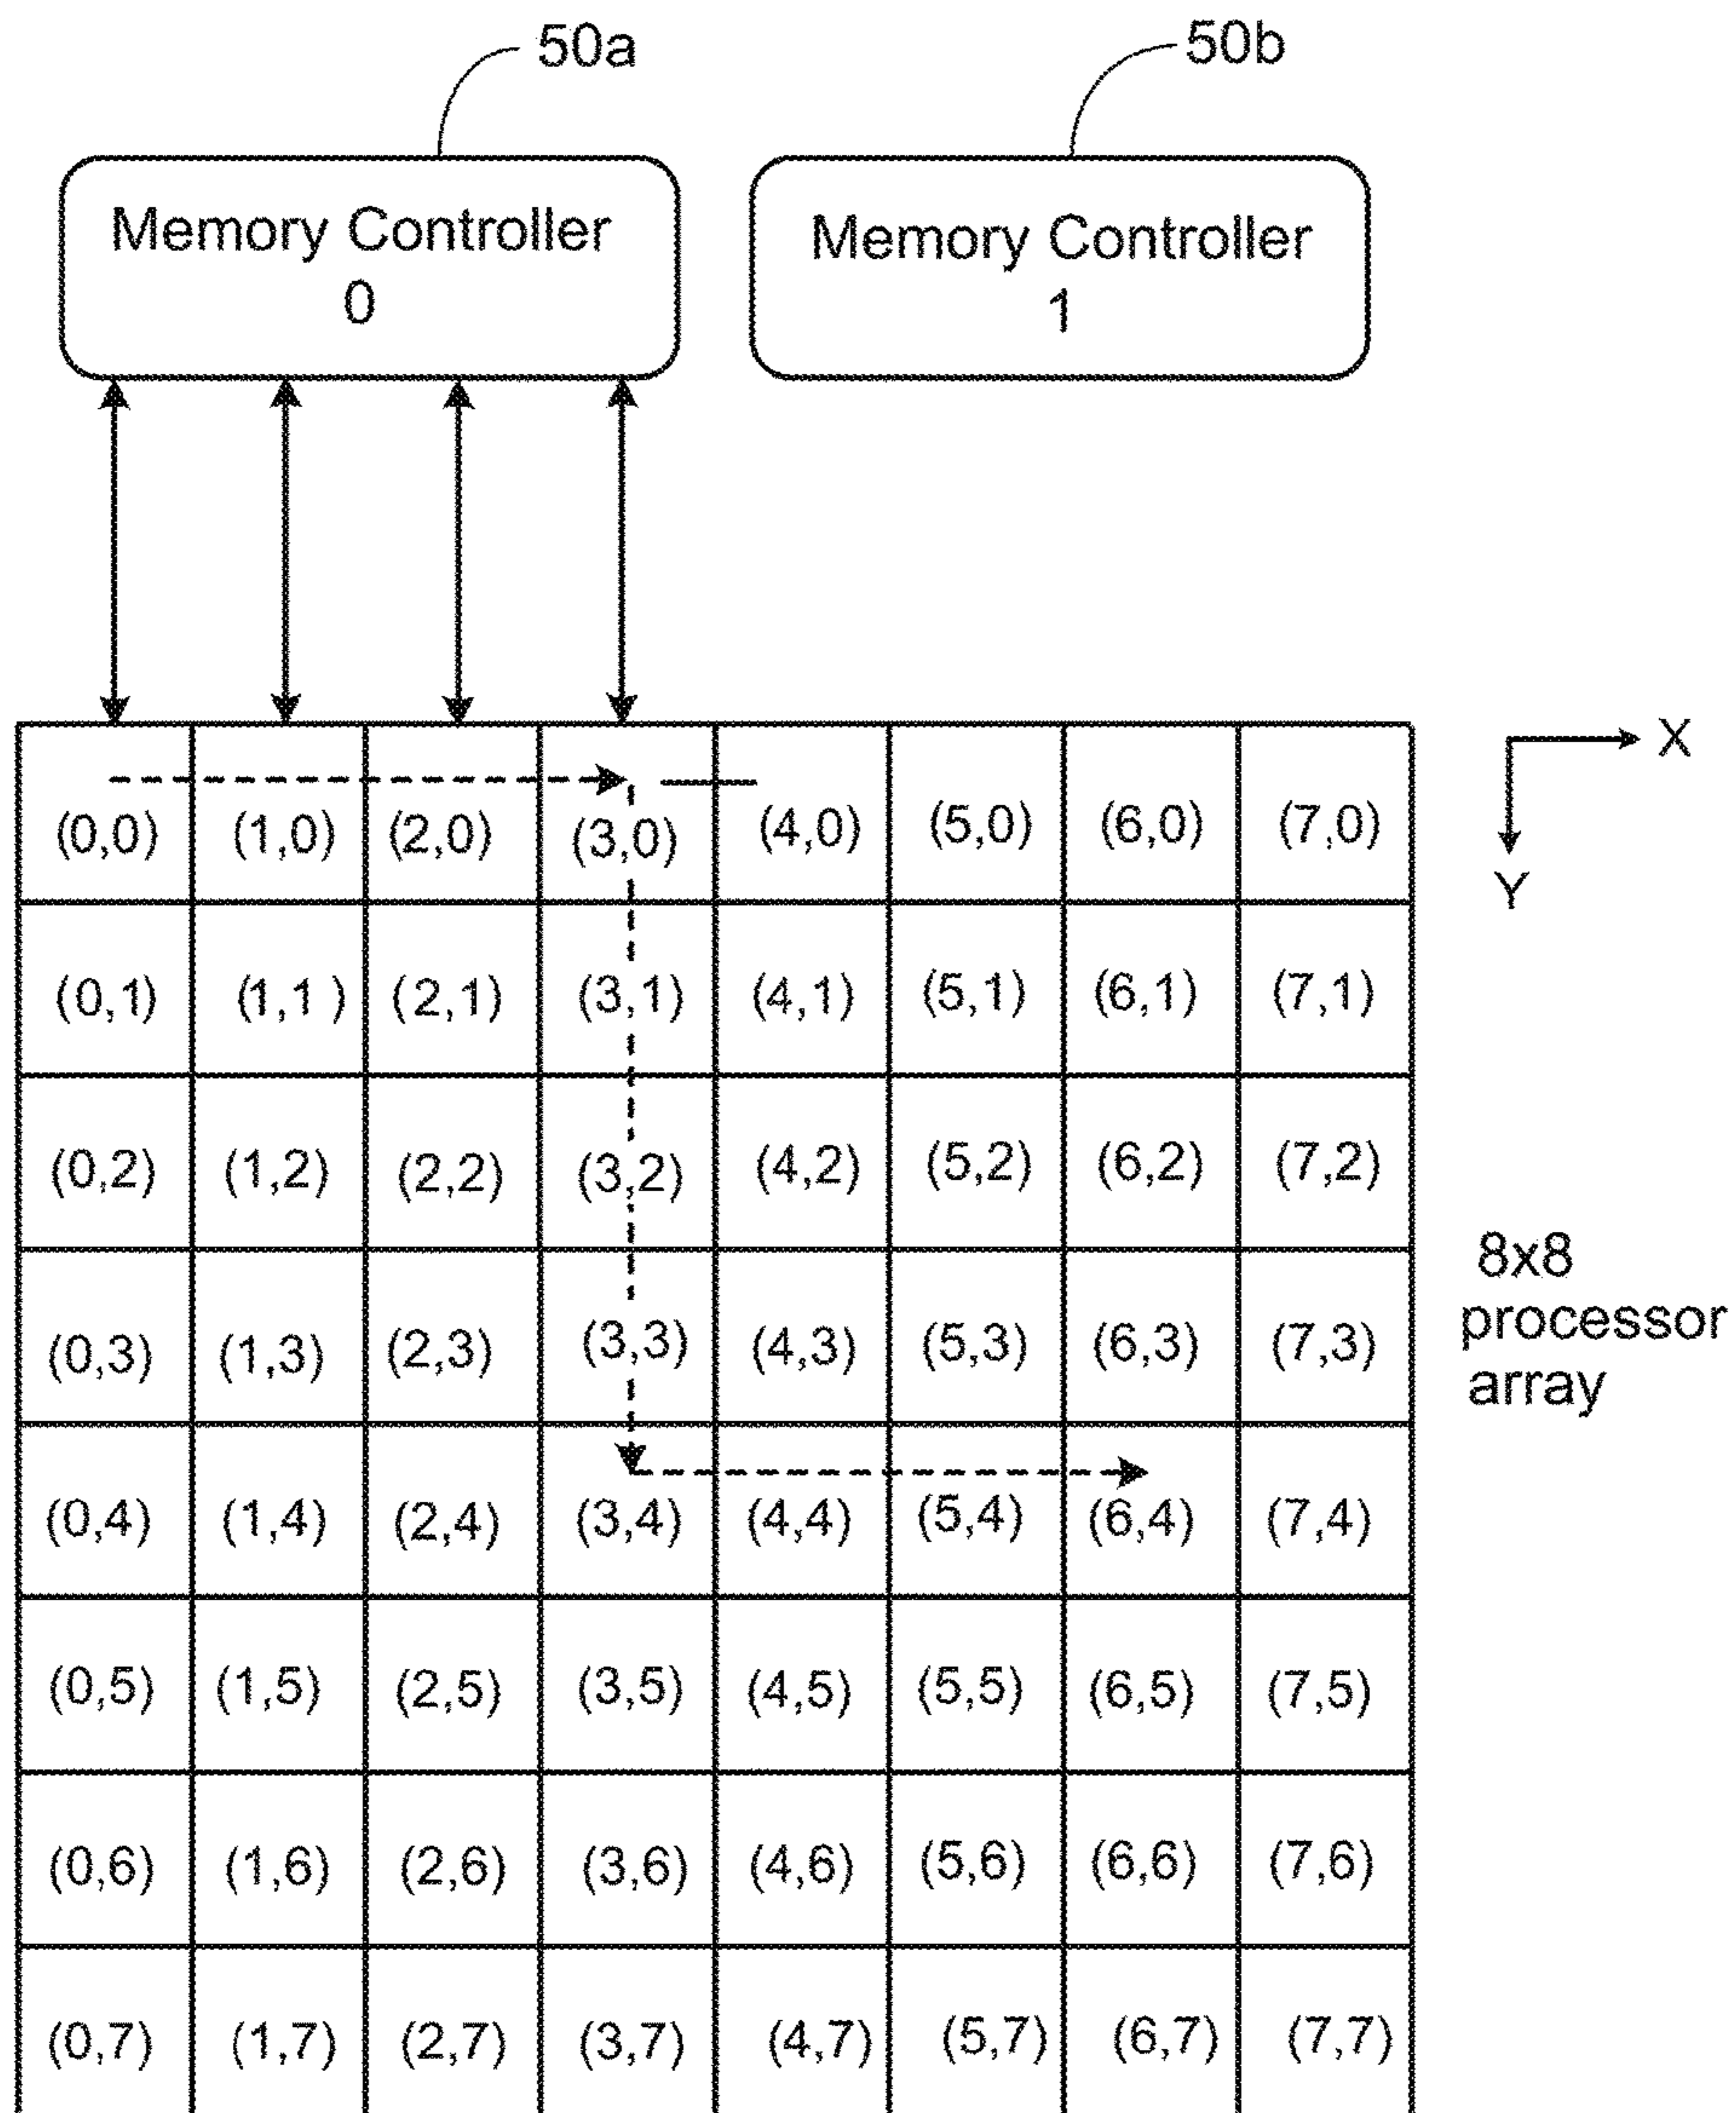 50a 50b
Memory Controller
0
Memory Controller
1
X
Y
(0,0) (1,0) (2,0) (3,0) (4,0) (5,0) (6,0) (7,0)
(0,1) (1,1) (2,1) (3,1) (4,1) (5,1) (6,1) (7,1)
(0,2) (1,2) (2,2) (3,2) (4,2) (5,2) (6,2) (7,2)
8x8
processor
array
(0,3) (1,3) (2,3) (3,3) (4,3) (5,3) (6,3) (7,3)
(0,4) (1,4) (2,4) (3,4) (4,4) (5,4) (6,4) (7,4)
(0,5) (1,5) (2,5) (3,5) (4,5) (5,5) (6,5) (7,5)
(0,6) (1,6) (2,6) (3,6) (4,6) (5,6) (6,6) (7,6)
(0,7) (1,7) (2,7) (3,7) (4,7) (5,7) (6,7) (7,7)